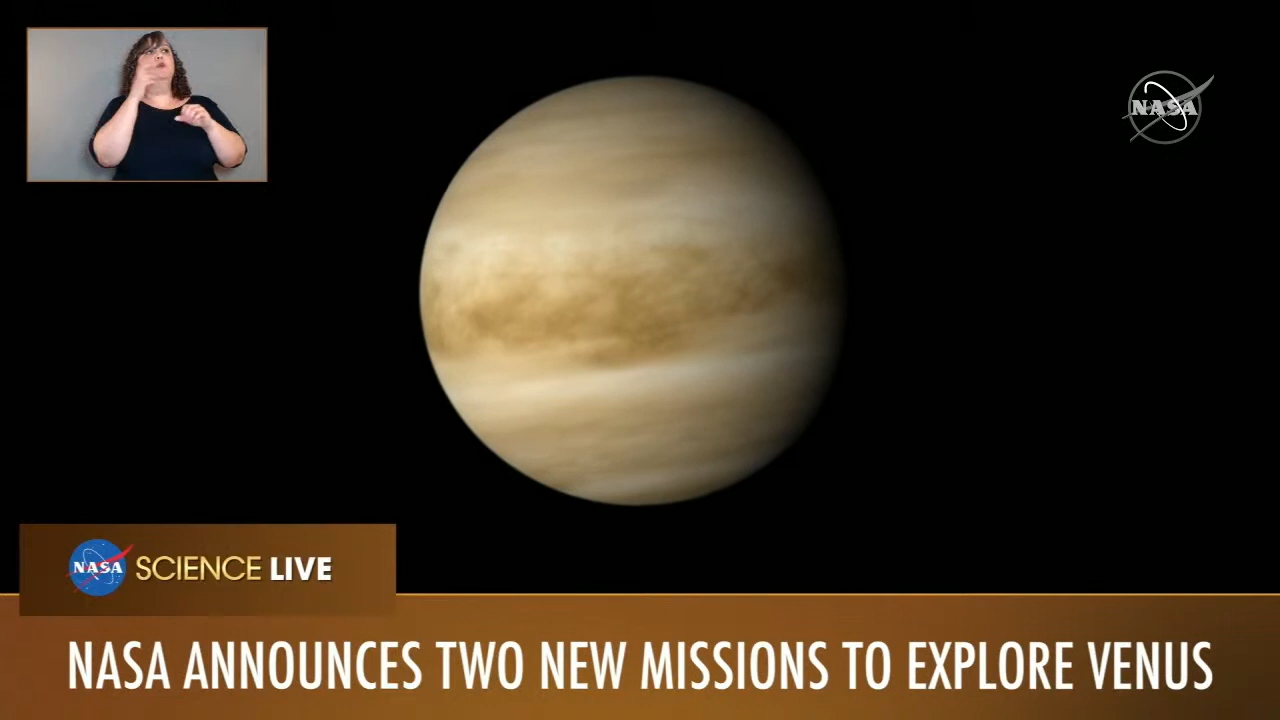 NASA
NASA SCIENCE LIVE
NASA ANNOUNCES TWO NEW MISSIONS TO EXPLORE VENUS